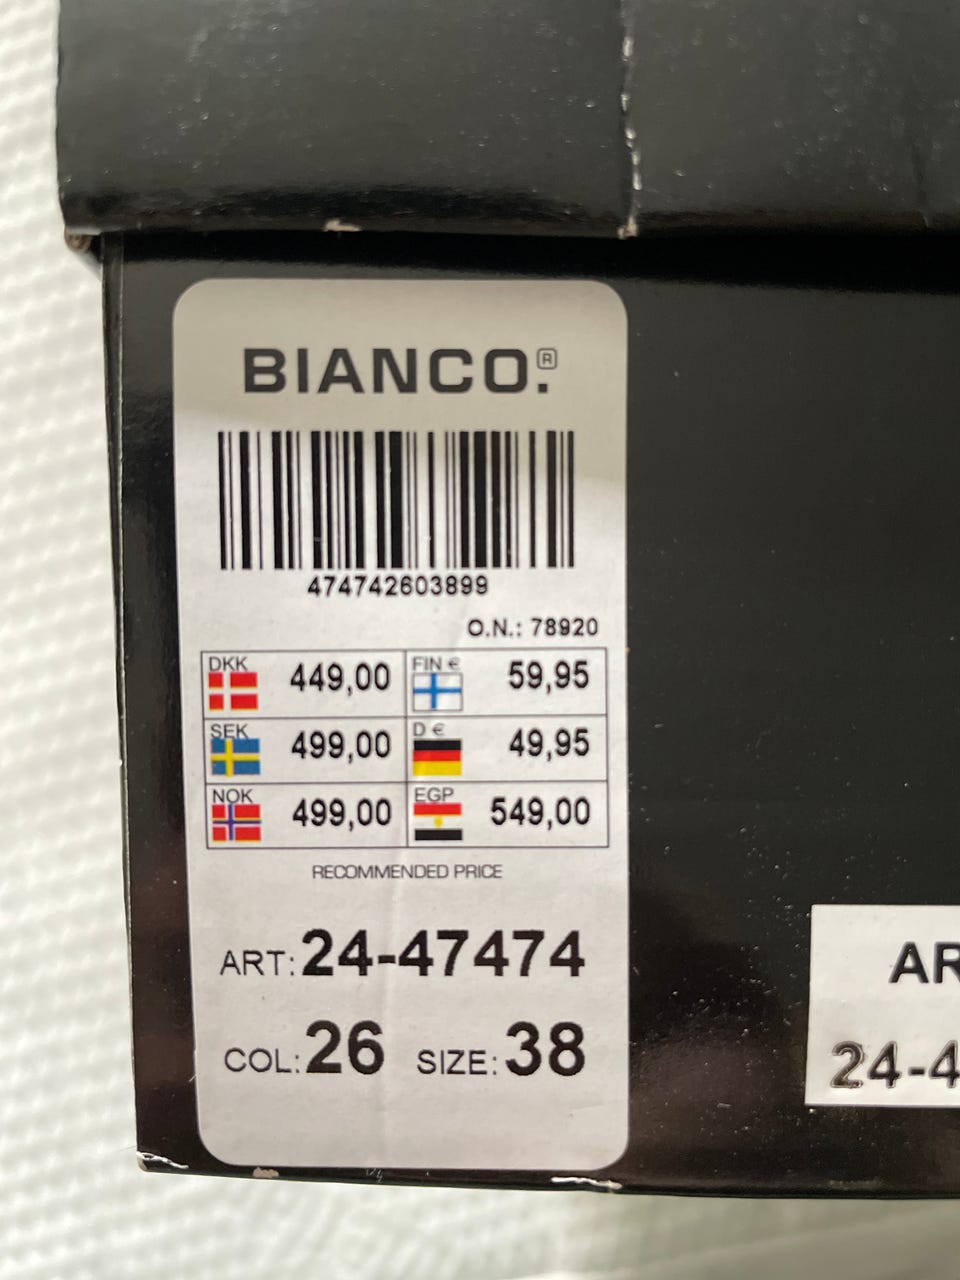 BIANCO.®
474742603899
O.N.: 78920
DKK 449,00 FIN € 59,95
SEK 499,00 D € 49,95
NOK 499,00 EGP 549,00
RECOMMENDED PRICE
ART: 24-47474
COL: 26 SIZE: 38
AR
24-4